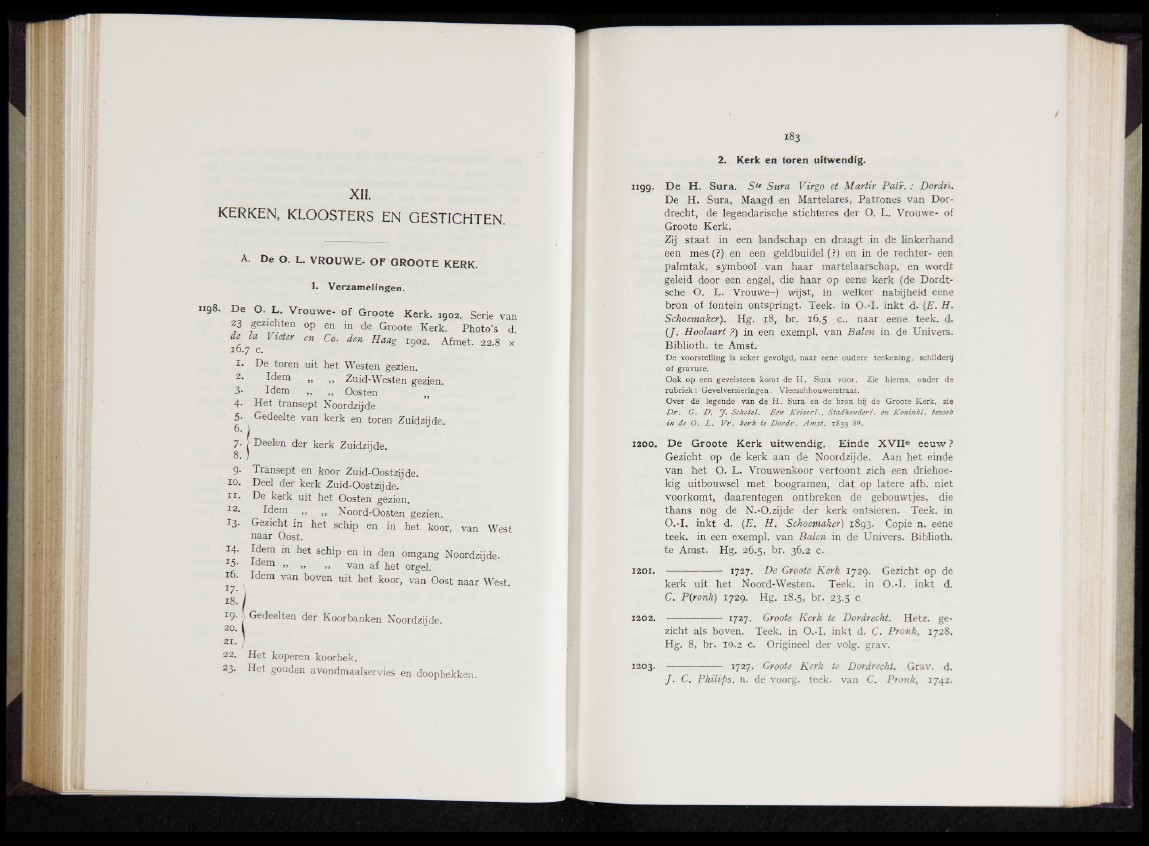 XII.
KERKEN, KLOOSTERS EN GESTICHTEN.
A. De O. L. VROUWE- OF GROOTE KERK.
1. Verzamelingen.
1198. De O. L. Vrouwe- of Groote Kerk. 1902. Serie van
23 gezichten op en in de Groote Kerk. Photo's d.
de la Vieter en Co. den Haag 1902. Afmet. 22.8 ×
16.7 c.
1. De toren uit het Westen gezien.
2. Idem „ „ Zuid-Westen gezien.
3. Idem „ „ Oosten „
4. Het transept Noordzijde
5. Gedeelte van kerk en toren Zuidzijde.
6.
7. Deelen der kerk Zuidzijde.
8.
9. Transept en koor Zuid-Oostzijde.
10. Deel der kerk Zuid-Oostzijde.
11. De kerk uit het Oosten gezien.
12. Idem „ „ Noord-Oosten gezien.
13. Gezicht in het schip en in het koor, van West
naar Oost.
14. Idem in het schip en in den omgang Noordzijde.
15. Idem „ „ „ van af het orgel.
16. Idem van boven uit het koor, van Oost naar West.
17.
18.
19. Gedeelten der Koorbanken Noordzijde.
20.
21.
22. Het koperen koorhek.
23. Het gouden avondmaalservies en doopbekken.
183
2. Kerk en toren uitwendig.
1199. De H. Sura. Ste Sura Virgo et Martir Patr. : Dordri.
De H. Sura, Maagd en Martelares, Patrones van Dor-
drecht, de legendarische stichteres der O. L. Vrouwe- of
Groote Kerk.
Zij staat in een landschap en draagt in de linkerhand
een mes (?) en een geldbuidel (?) en in de rechter- een
palmtak, symbool van haar martelaarschap, en wordt
geleid door een engel, die haar op eene kerk (de Dordt-
sche O. L. Vrouwe-) wijst, in welker nabijheid eene
bron of fontein ontspringt. Teek. in O.-I. inkt d. (E. H.
Schoemaker). Hg. 18, br. 16.5 c., naar eene teek. d.
(J. Hoolaart ?) in een exempl. van Balen in de Univers.
Biblioth. te Amst.
De voorstelling is zeker gevolgd, naar eene oudere teekening, schilderij
of gravure.
Ook op een gevelsteen komt de H. Sura voor. Zie hierna, onder de
rubriek: Gevelversieringen. Vleeschhouwerstraat.
Over de legende van de H. Sura en de bron bij de Groote Kerk, zie
Dr. G. D. J. Schotel. Een Keizerl., Stadhouderl. en Koninkl. bezoek
in de O. L. Vr. kerk te Dordr. Amst. 1859 80.
1200. De Groote Kerk uitwendig. Einde XVIIe eeuw?
Gezicht op de kerk aan de Noordzijde. Aan het einde
van het O. L. Vrouwenkoor vertoont zich een driehoe-
kig uitbouwsel met boogramen, dat op latere afb. niet
voorkomt, daarentegen ontbreken de gebouwtjes, die
thans nog de N.-O.zijde der kerk ontsieren. Teek. in
O.-I. inkt d. (E. H. Schoemaker) 1893. Copie n. eene
teek. in een exempl. van Balen in de Univers. Biblioth.
te Amst. Hg. 26.5, br. 36.2 c.
1201. ——— 1727. De Groote Kerk 1729. Gezicht op de
kerk uit het Noord-Westen. Teek. in O.-I. inkt d.
C. P(ronk) 1729. Hg. 18.5, br. 23.5 c
1202. ——— 1727. Groote Kerk te Dordrecht. Hetz. ge-
zicht als boven. Teek. in O.-I. inkt d. C. Pronk, 1728.
Hg. 8, br. 10.2 c. Origineel der volg. grav.
1203. ——— 1727. Groote Kerk te Dordrecht. Grav. d.
J. C. Philips, n. de voorg. teek. van C. Pronk, 1742.